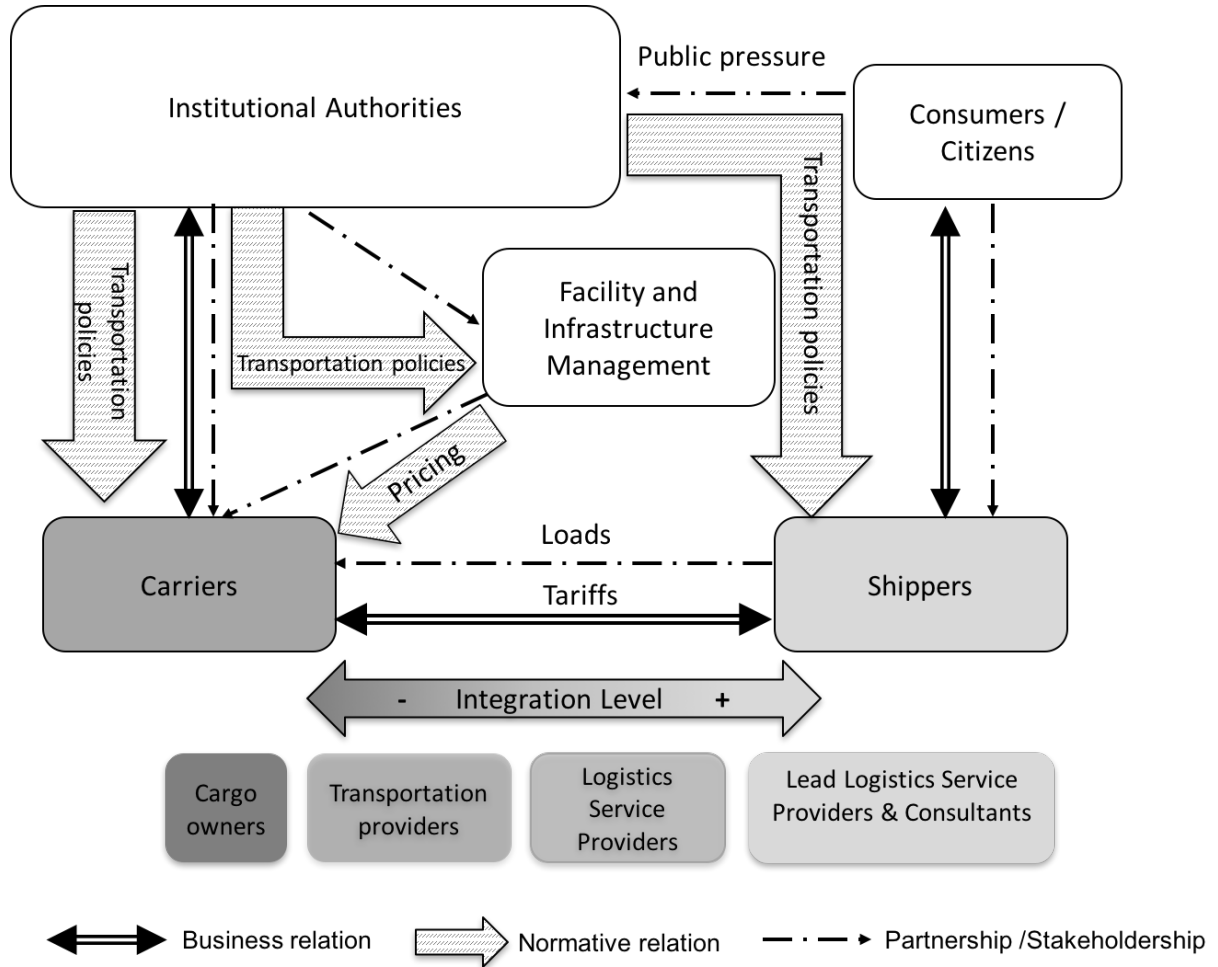 Public pressure
Institutional Authorities
Consumers /
Citizens
Transportation
policies
Transportation policies
Facility and
Infrastructure
Management
Transportation policies
Pricing
Loads
Carriers
Tariffs
Shippers
- Integration Level +
Cargo
owners
Transportation
providers
Logistics
Service
Providers
Lead Logistics Service
Providers & Consultants
Business relation
Normative relation
Partnership /Stakeholdership